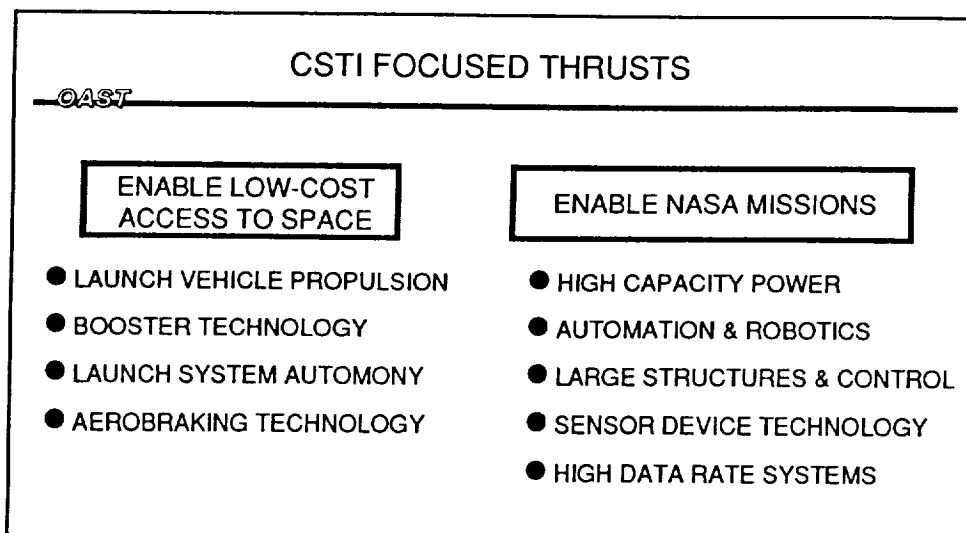 CSTI FOCUSED THRUSTS
OAST
ENABLE LOW-COST
ACCESS TO SPACE
● LAUNCH VEHICLE PROPULSION
● BOOSTER TECHNOLOGY
● LAUNCH SYSTEM AUTOMONY
● AEROBRAKING TECHNOLOGY
ENABLE NASA MISSIONS
● HIGH CAPACITY POWER
● AUTOMATION & ROBOTICS
● LARGE STRUCTURES & CONTROL
● SENSOR DEVICE TECHNOLOGY
● HIGH DATA RATE SYSTEMS